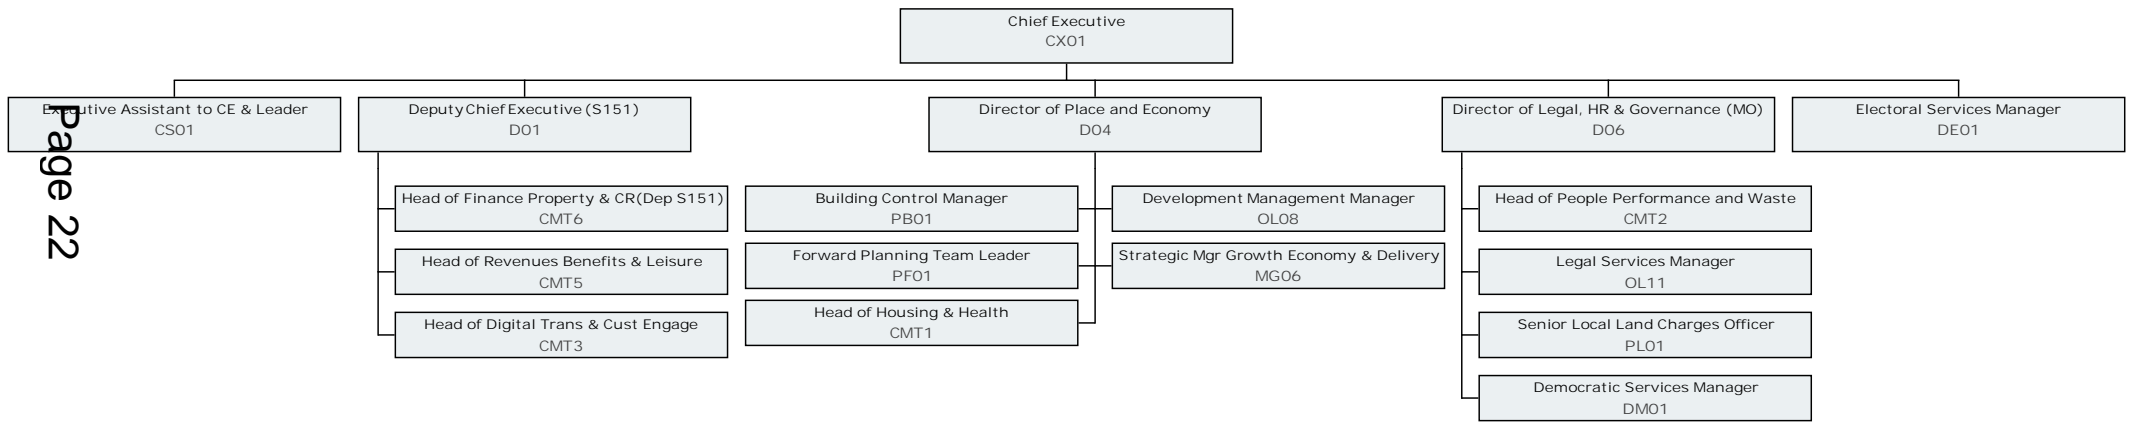 Chief Executive
CX01
Executive Assistant to CE & Leader
CS01
Deputy Chief Executive (S151)
D01
Director of Place and Economy
D04
Director of Legal, HR & Governance (MO)
D06
Electoral Services Manager
DE01
Head of Finance Property & CR(Dep S151)
CMT6
Head of Revenues Benefits & Leisure
CMT5
Head of Digital Trans & Cust Engage
CMT3
Building Control Manager
PB01
Development Management Manager
OL08
Forward Planning Team Leader
PF01
Strategic Mgr Growth Economy & Delivery
MG06
Head of Housing & Health
CMT1
Head of People Performance and Waste
CMT2
Legal Services Manager
OL11
Senior Local Land Charges Officer
PL01
Democratic Services Manager
DM01
Page 22